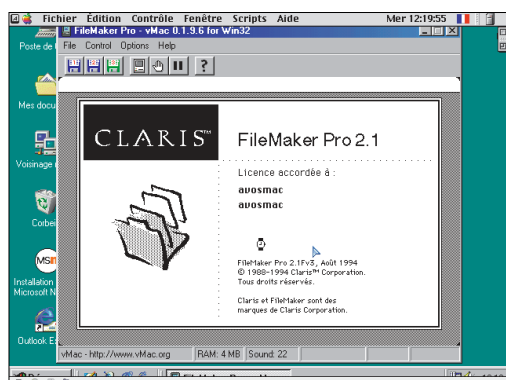 Fichier Édition Contrôle Fenêtre Scripts Aide Mer 12:19:55
FileMaker Pro - vMac 0.1.9.6 for Win32
Poste de
File Control Options Help
Mes docu
Voisinage
Corbei
MSN
Installation
Microsoft N
Outlook E
CLARIS™
FileMaker Pro 2.1
Licence accordée à :
avosmac
avosmac
FileMaker Pro 2.1Fv3, Août 1994
© 1988-1994 Claris™ Corporation.
Tous droits réservés.
Claris et FileMaker sont des
marques de Claris Corporation.
vMac - http://www.vMac.org RAM: 4 MB Sound: 22